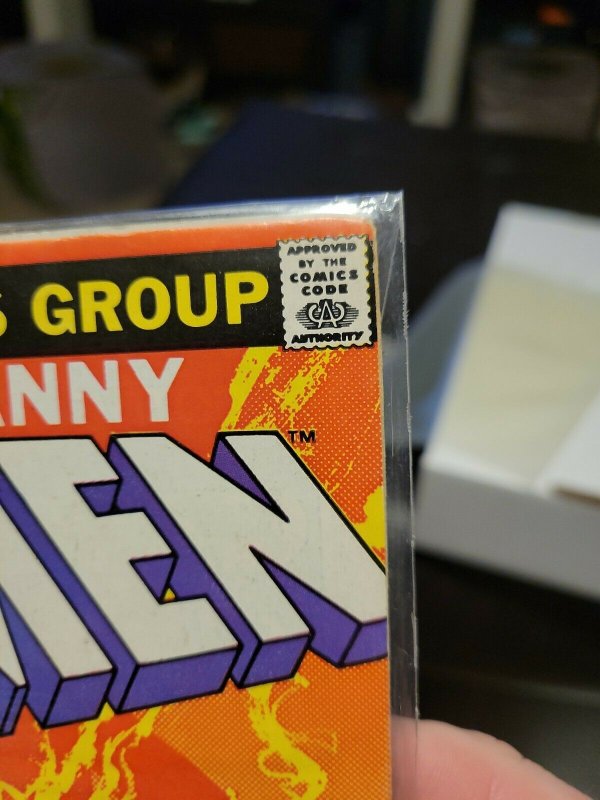 S GROUP
APPROVED
BY THE
COMICS
CODE
CA
AUTHORITY
ANNY
MEN
TM